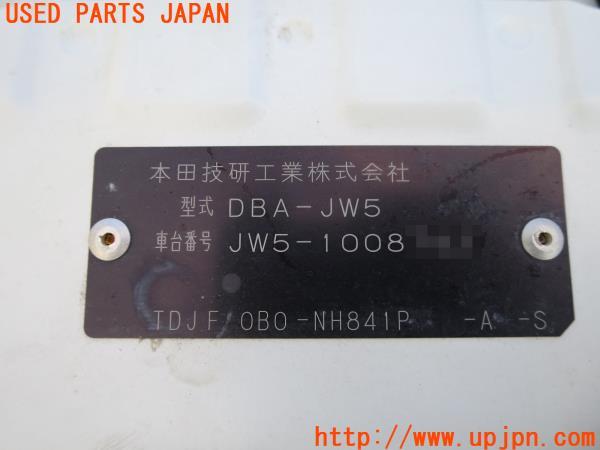 USED PARTS JAPAN
本田技研工業株式会社
型式 DBA-JW5
車台番号 JW5-1008
TDJF 0B0-NH841P -A -S
UPJ
http://www.upjpn.com